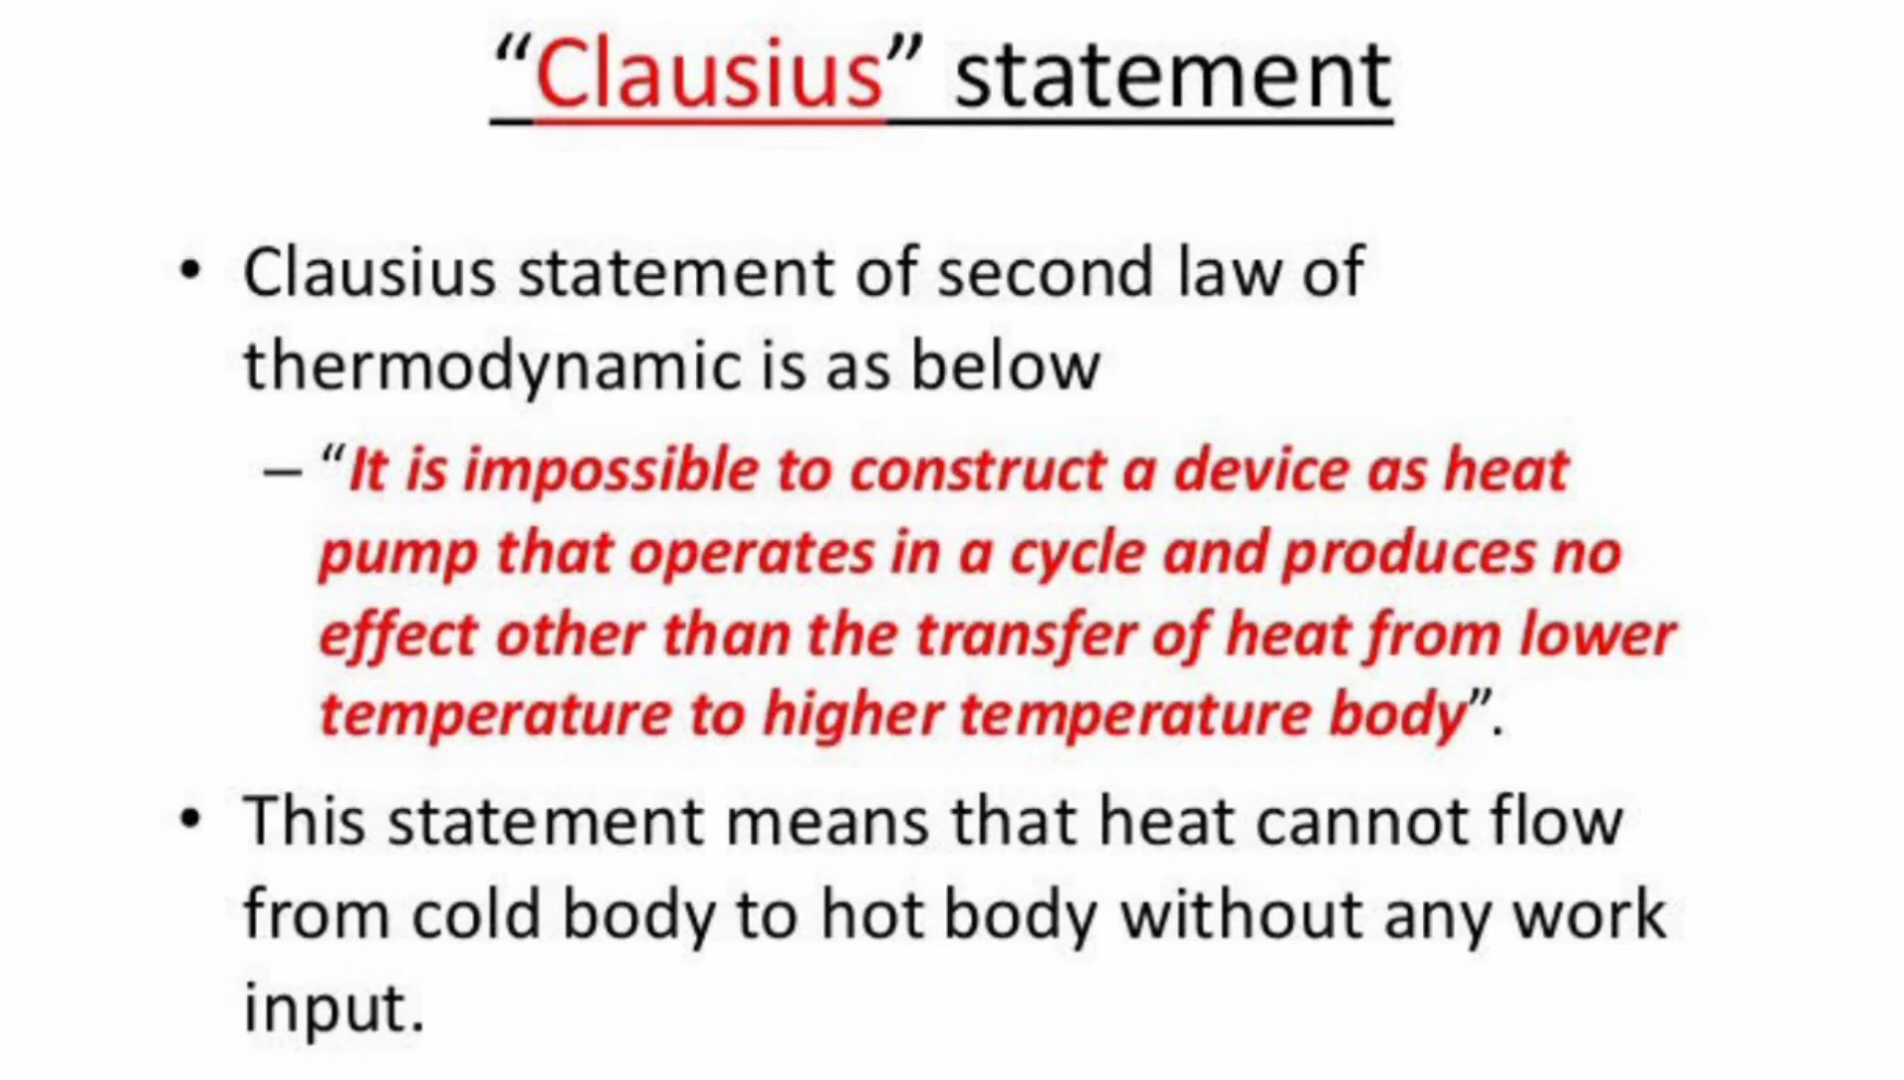 “Clausius” statement
• Clausius statement of second law of
thermodynamic is as below
– “It is impossible to construct a device as heat
pump that operates in a cycle and produces no
effect other than the transfer of heat from lower
temperature to higher temperature body”.
• This statement means that heat cannot flow
from cold body to hot body without any work
input.